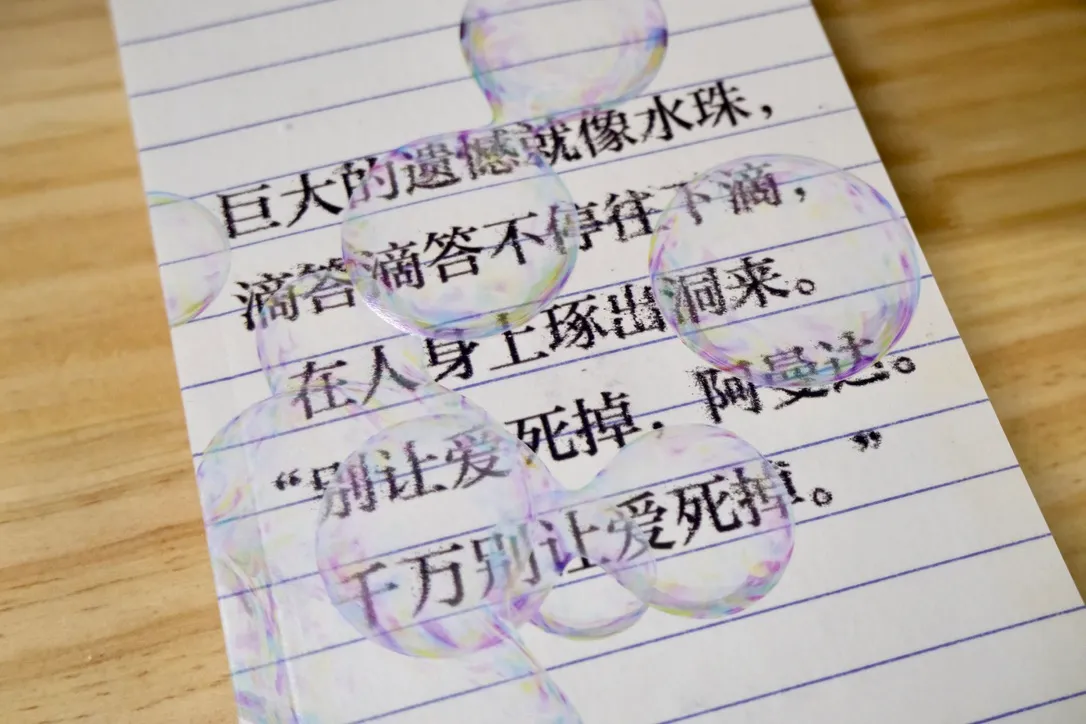 巨大的遗憾就像水珠，
滴答滴答不停往下滴，
在人身上琢出洞来。
“别让爱死掉，阿曼达。
千万别让爱死掉。”